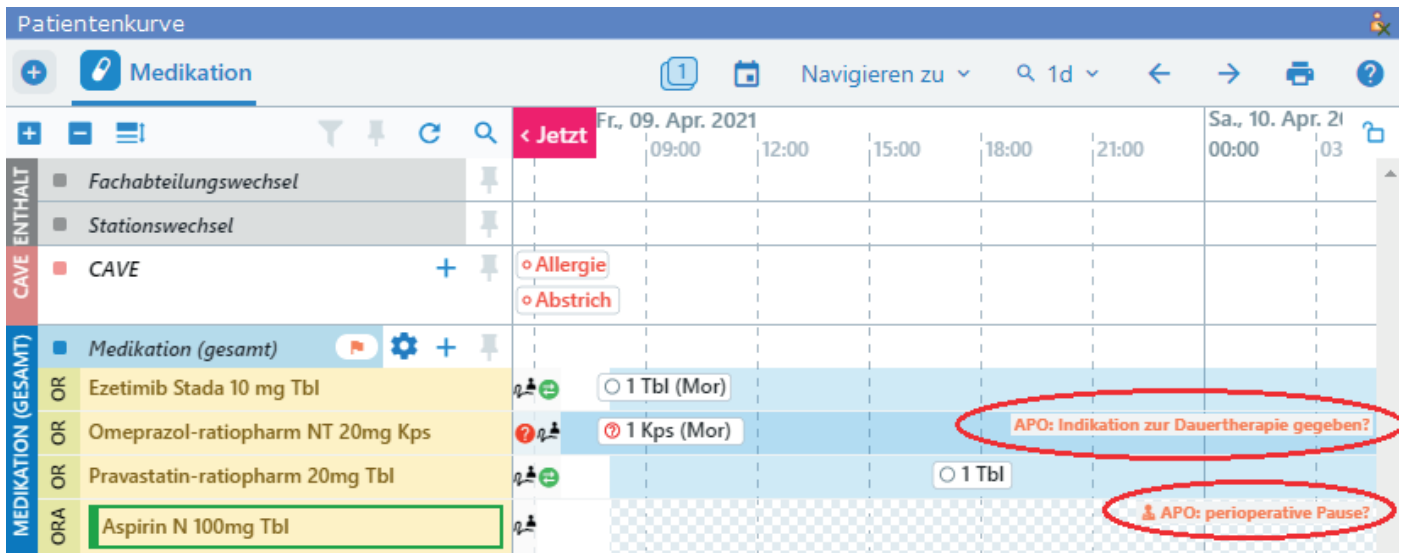 Patientenkurve
Medikation
1
Navigieren zu
1d
?
< Jetzt
Fr., 09. Apr. 2021
Sa., 10. Apr.
09:00 12:00 15:00 18:00 21:00 00:00 03
ENTHALT
Fachabteilungswechsel
Stationswechsel
CAVE
CAVE +
Allergie
Abstrich
MEDIKATION (GESAMT)
Medikation (gesamt) +
OR Ezetimib Stada 10 mg Tbl 1 Tbl (Mor)
OR Omeprazol-ratiopharm NT 20mg Kps ? ? 1 Kps (Mor) APO: Indikation zur Dauertherapie gegeben?
OR Pravastatin-ratiopharm 20mg Tbl 1 Tbl
ORA Aspirin N 100mg Tbl APO: perioperative Pause?